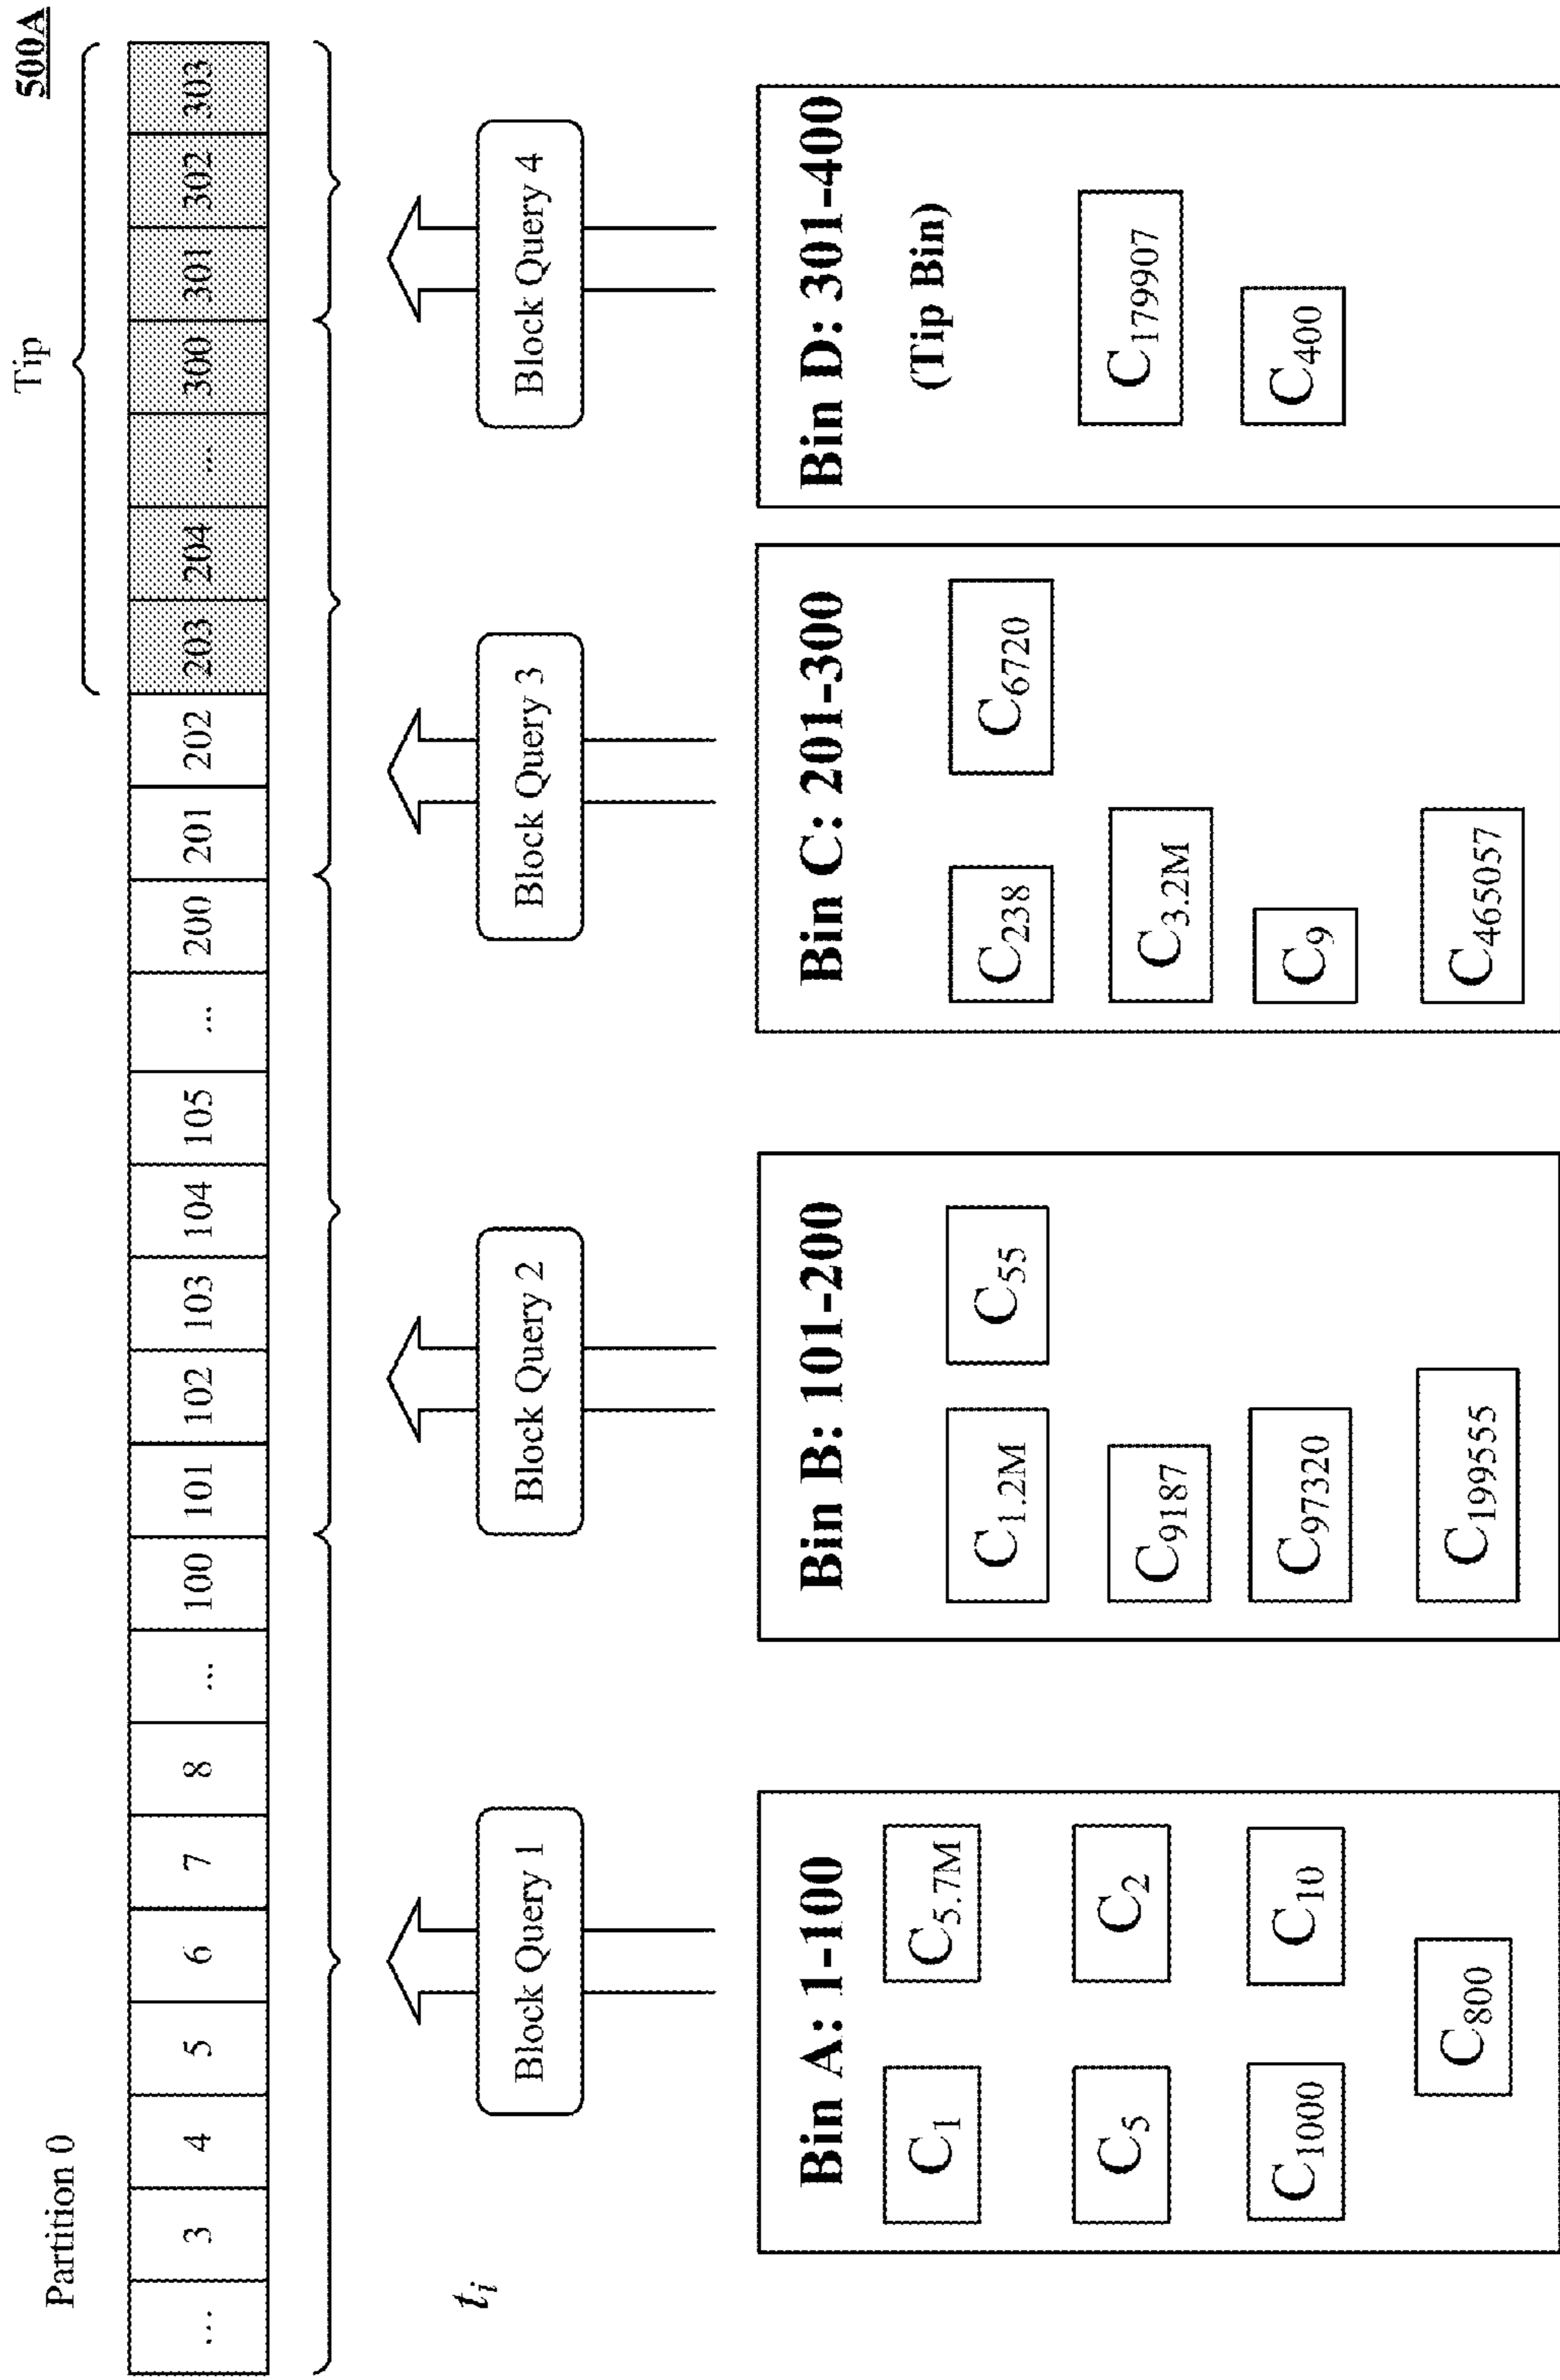 500A
Partition 0
Tip
... 3 4 5 6 7 8 ... 100 101 102 103 104 105 ... 200 201 202 203 204 ... 300 301 302 303
t_i
Block Query 1 Block Query 2 Block Query 3 Block Query 4
Bin A: 1-100
C_1 C_5.7M
C_5 C_2
C_1000 C_10
C_800
Bin B: 101-200
C_1.2M C_55
C_9187
C_97320
C_199555
Bin C: 201-300
C_238 C_6720
C_3.2M
C_9
C_465057
Bin D: 301-400
(Tip Bin)
C_179907
C_400